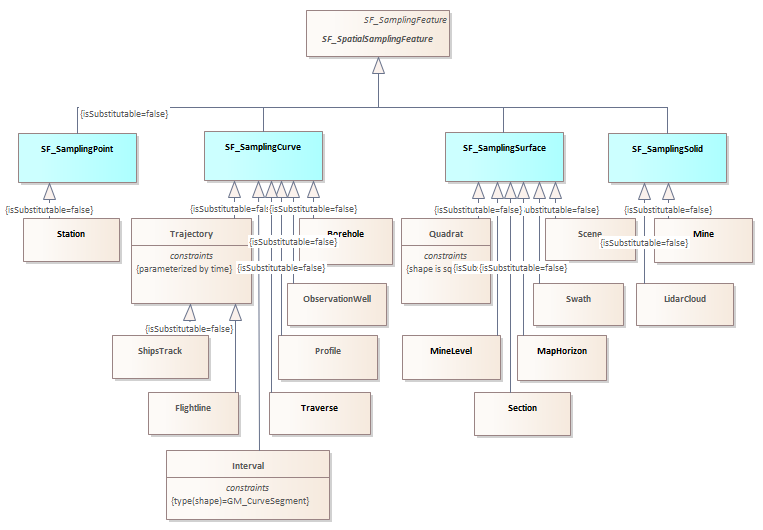 SF_SamplingFeature
SF_SpatialSamplingFeature
{isSubstitutable=false}
SF_SamplingPoint
SF_SamplingCurve
SF_SamplingSurface
SF_SamplingSolid
{isSubstitutable=false}
{isSubstitutable=fal
{isSubstitutable=false}
{isSubstitutable=false}
ubstitutable=false}
{isSubstitutable=false}
Station
Trajectory
constraints
{parameterized by time}
Borehole
{isSubstitutable=false}
{isSubstitutable=false}
Quadrat
constraints
{shape is sq
{isSu
{isSubstitutable=false}
Scene
{isSubstitutable=false}
Mine
ObservationWell
Swath
LidarCloud
{isSubstitutable=false}
ShipsTrack
Profile
MineLevel
MapHorizon
Flightline
Traverse
Section
Interval
constraints
{type(shape)=GM_CurveSegment}